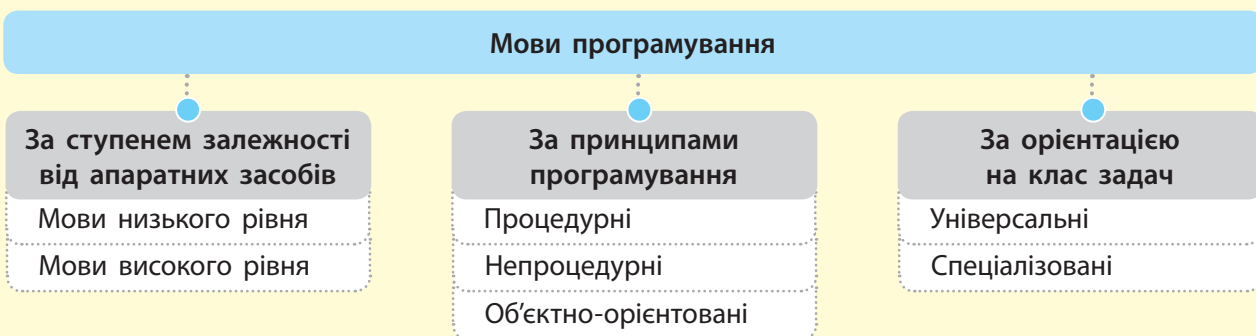 Мови програмування
За ступенем залежності
від апаратних засобів
Мови низького рівня
Мови високого рівня
За принципами
програмування
Процедурні
Непроцедурні
Об'єктно-орієнтовані
За орієнтацією
на клас задач
Універсальні
Спеціалізовані